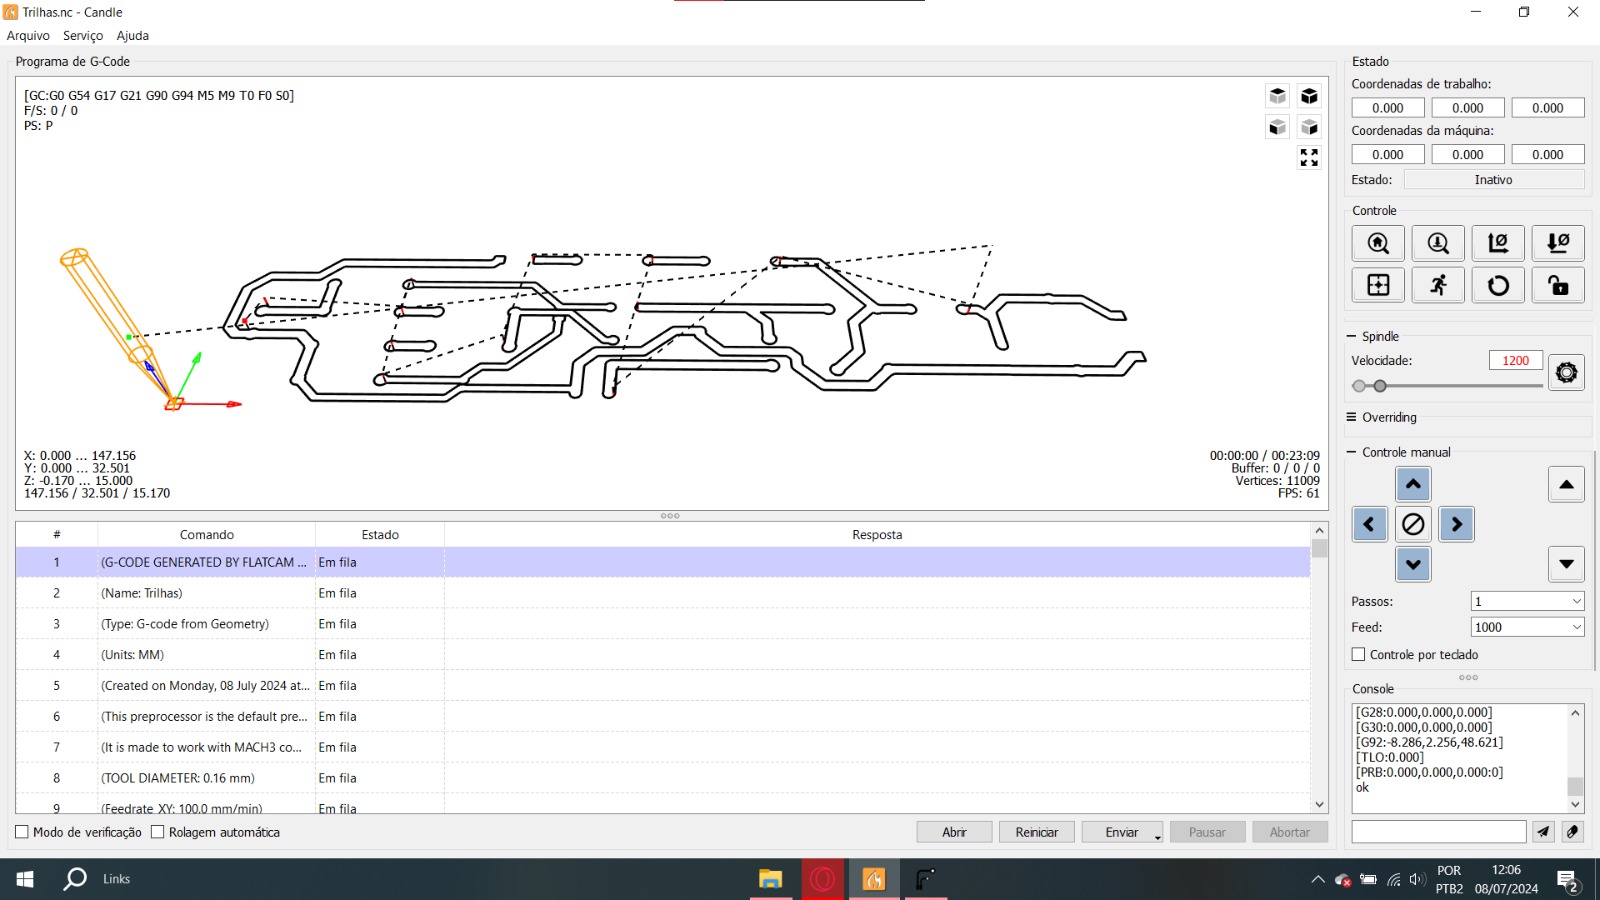 Trilhas.nc - Candle
Arquivo Serviço Ajuda
Programa de G-Code
[GC:G0 G54 G17 G21 G90 G94 M5 M9 T0 F0 S0]
F/S: 0 / 0
PS: P
X: 0.000 ... 147.156
Y: 0.000 ... 32.501
Z: -0.170 ... 15.000
147.156 / 32.501 / 15.170
00:00:00 / 00:23:09
Buffer: 0 / 0 / 0
Vertices: 11009
FPS: 61
# Comando Estado Resposta
1 (G-CODE GENERATED BY FLATCAM ... Em fila
2 (Name: Trilhas) Em fila
3 (Type: G-code from Geometry) Em fila
4 (Units: MM) Em fila
5 (Created on Monday, 08 July 2024 at... Em fila
6 (This preprocessor is the default pre... Em fila
7 (It is made to work with MACH3 co... Em fila
8 (TOOL DIAMETER: 0.16 mm) Em fila
9 (Feedrate_XY: 100.0 mm/min) Em fila
Modo de verificação Rolagem automática
Abrir Reiniciar Enviar Pausar Abortar
Estado
Coordenadas de trabalho:
0.000 0.000 0.000
Coordenadas da máquina:
0.000 0.000 0.000
Estado: Inativo
Controle
Spindle
Velocidade: 1200
Overriding
Controle manual
Passos: 1
Feed: 1000
Controle por teclado
Console
[G28:0.000,0.000,0.000]
[G30:0.000,0.000,0.000]
[G92:-8.286,2.256,48.621]
[TLO:0.000]
[PRB:0.000,0.000,0.000:0]
ok
Links
POR
PTB2
12:06
08/07/2024
2